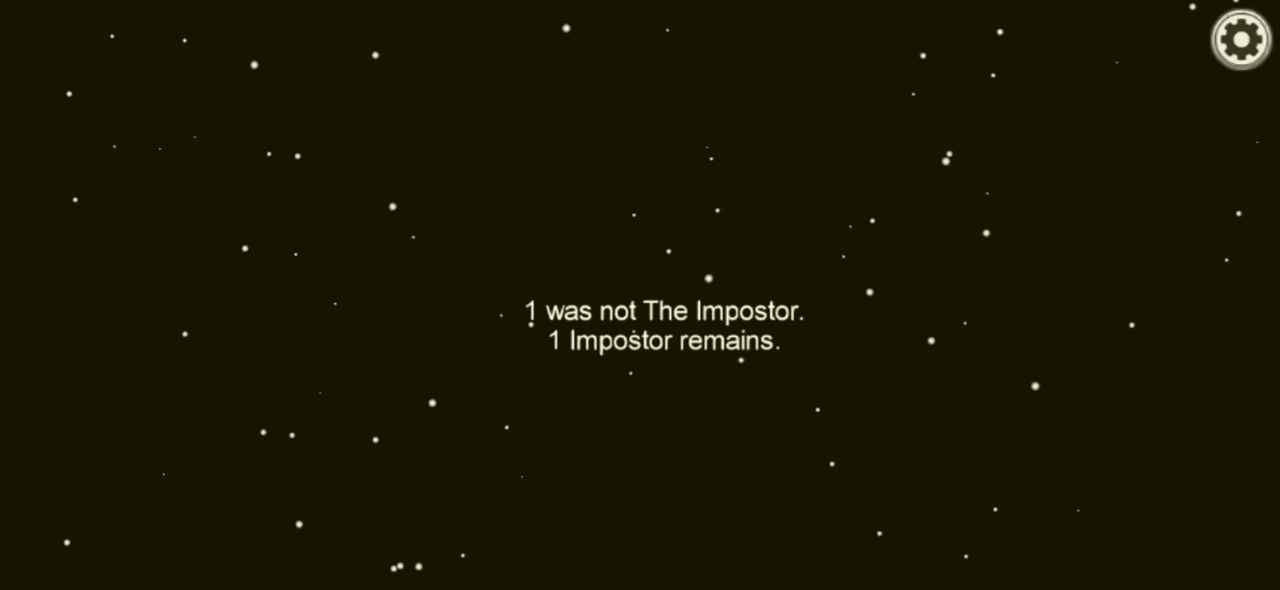 1 was not The Impostor.
1 Impostor remains.